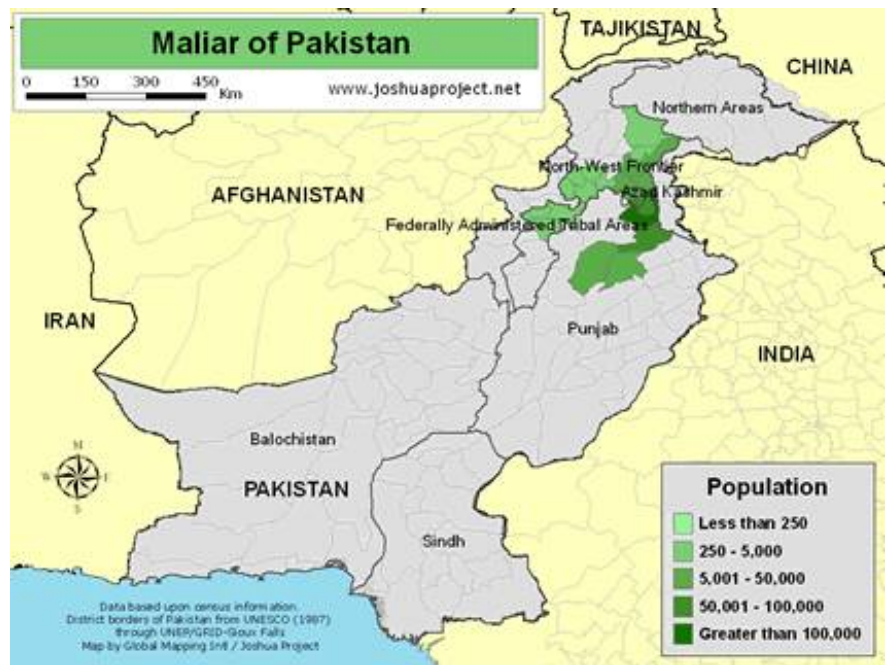 Maliar of Pakistan
0 150 300 450
Km
www.joshuaproject.net
TAJIKISTAN
CHINA
Northern Areas
North-West Frontier
AFGHANISTAN
Azad Kashmir
Federally Administered Tribal Areas
IRAN
Punjab
INDIA
Balochistan
N
W E
S
PAKISTAN
Sindh
Population
Less than 250
250 - 5,000
5,001 - 50,000
50,001 - 100,000
Greater than 100,000
Data based upon census information.
District borders of Pakistan from UNESCO (1987)
through UNEP/GRID-Sioux Falls
Map by Global Mapping Intl / Joshua Project